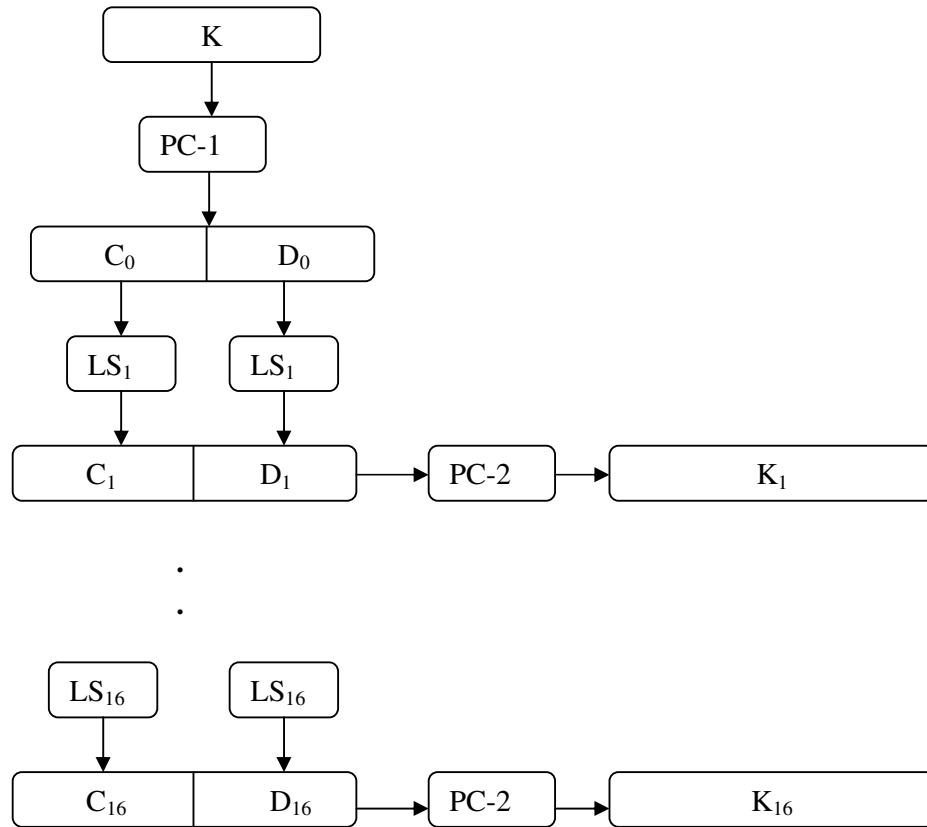 K
PC-1
C₀ D₀
LS₁ LS₁
C₁ D₁ PC-2 K₁
.
.
LS₁₆ LS₁₆
C₁₆ D₁₆ PC-2 K₁₆